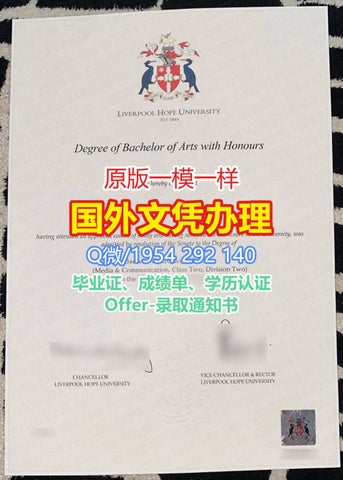 LIVERPOOL HOPE UNIVERSITY
EST 1844
Degree of Bachelor of Arts with Honours
原版一模一样
hereby
国外文凭办理
having attended an
University, was
admitted by resolution of the Senate to the Degree of
Q微/1954 292 140
(Media & Communication, Class Two, Division Two)
毕业证、成绩单、学历认证
the
Offer-录取通知书
CHANCELLOR
LIVERPOOL HOPE UNIVERSITY
VICE-CHANCELLOR & RECTOR
LIVERPOOL HOPE UNIVERSITY